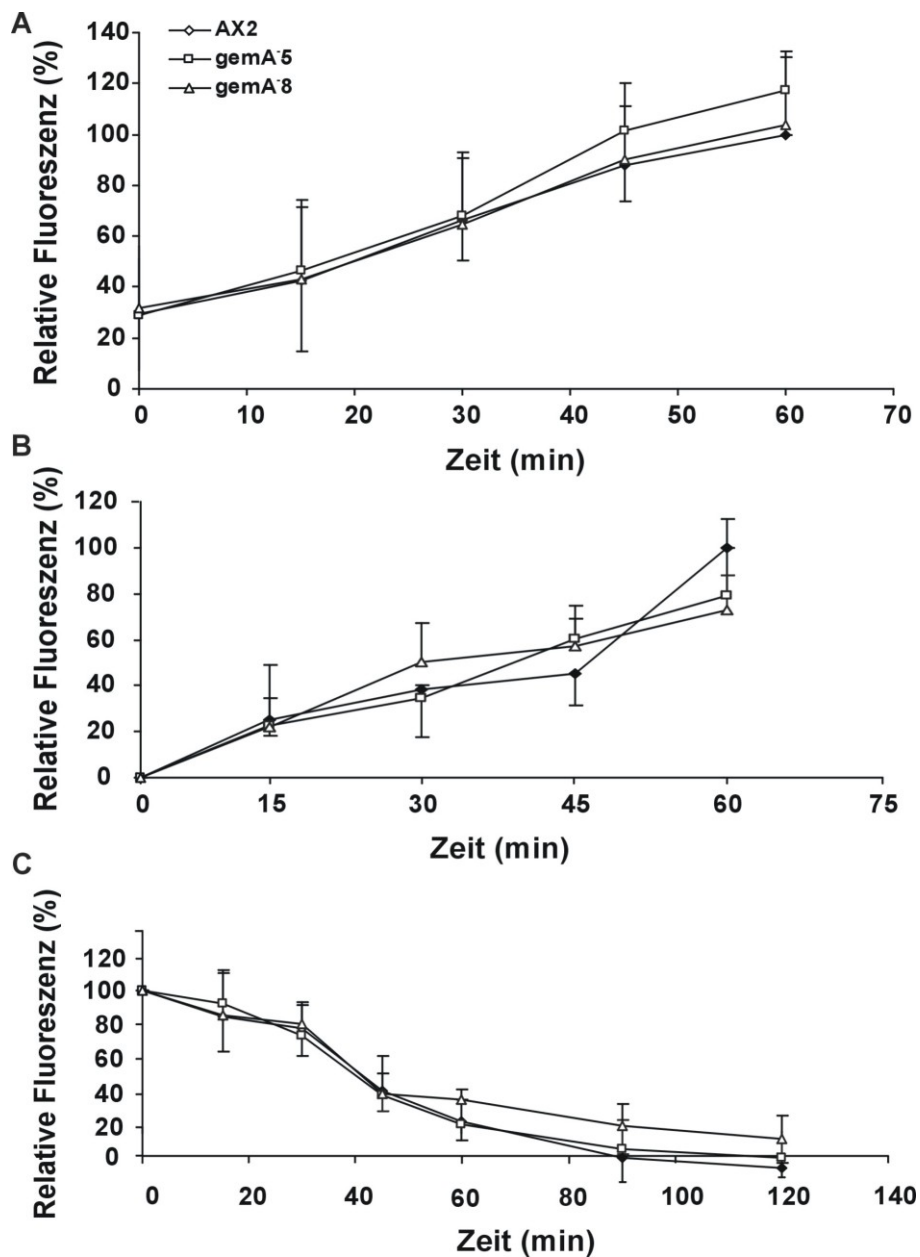 A
AX2
gemA-5
gemA-8
Relative Fluoreszenz (%)
140
120
100
80
60
40
20
0
0 10 20 30 40 50 60 70
Zeit (min)
B
Relative Fluoreszenz (%)
120
100
80
60
40
20
0
0 15 30 45 60 75
Zeit (min)
C
Relative Fluoreszenz (%)
120
100
80
60
40
20
0
0 20 40 60 80 100 120 140
Zeit (min)